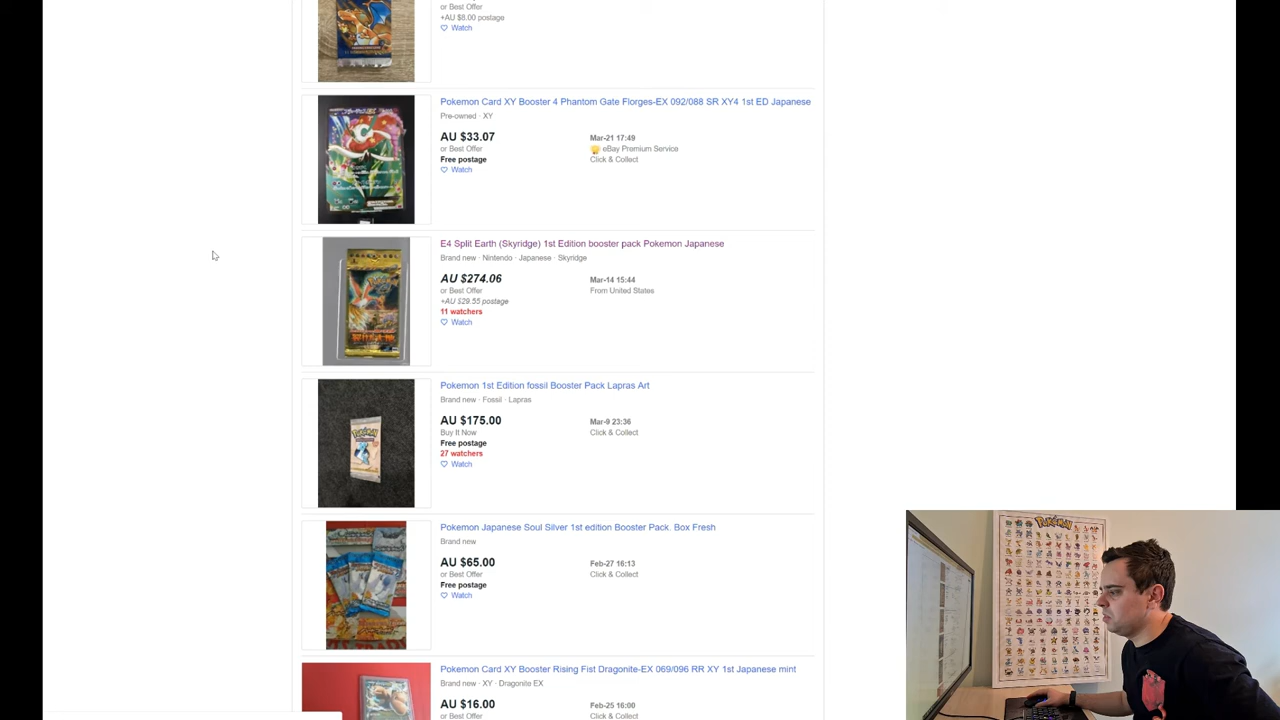 or Best Offer
+AU $8.00 postage
Watch
Pokemon Card XY Booster 4 Phantom Gate Florges-EX 092/088 SR XY4 1st ED Japanese
Pre-owned · XY
AU $33.07
or Best Offer
Free postage
Watch
Mar-21 17:49
eBay Premium Service
Click & Collect
E4 Split Earth (Skyridge) 1st Edition booster pack Pokemon Japanese
Brand new · Nintendo · Japanese · Skyridge
AU $274.06
or Best Offer
+AU $29.55 postage
11 watchers
Watch
Mar-14 15:44
From United States
Pokemon 1st Edition fossil Booster Pack Lapras Art
Brand new · Fossil · Lapras
AU $175.00
Buy It Now
Free postage
27 watchers
Watch
Mar-9 23:36
Click & Collect
Pokemon Japanese Soul Silver 1st edition Booster Pack. Box Fresh
Brand new
AU $65.00
or Best Offer
Free postage
Watch
Feb-27 16:13
Click & Collect
Pokemon Card XY Booster Rising Fist Dragonite-EX 069/096 RR XY 1st Japanese mint
Brand new · XY · Dragonite EX
AU $16.00
or Best Offer
Feb-25 16:00
Click & Collect
POKéMON